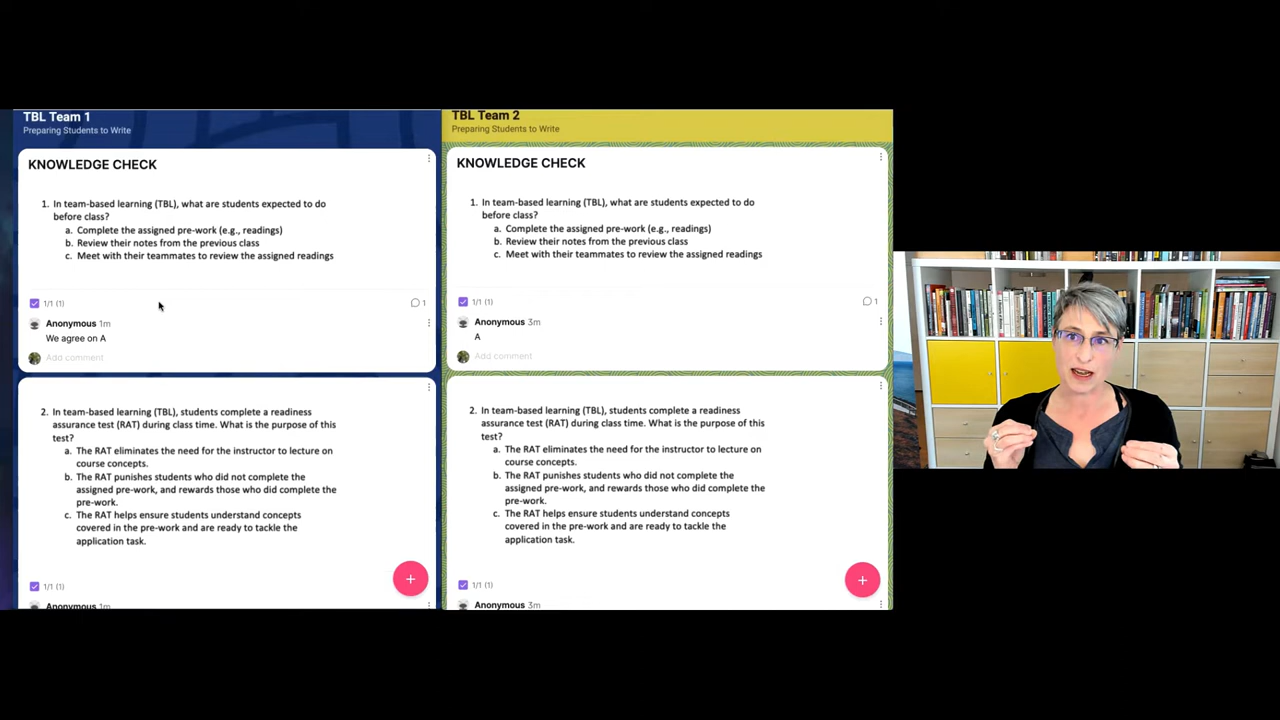 TBL Team 1
Preparing Students to Write
KNOWLEDGE CHECK
1. In team-based learning (TBL), what are students expected to do
before class?
a. Complete the assigned pre-work (e.g., readings)
b. Review their notes from the previous class
c. Meet with their teammates to review the assigned readings
1/1 (1)
1
Anonymous 1m
We agree on A
Add comment
2. In team-based learning (TBL), students complete a readiness
assurance test (RAT) during class time. What is the purpose of this
test?
a. The RAT eliminates the need for the instructor to lecture on
course concepts.
b. The RAT punishes students who did not complete the
assigned pre-work, and rewards those who did complete the
pre-work.
c. The RAT helps ensure students understand concepts
covered in the pre-work and are ready to tackle the
application task.
1/1 (1)
Anonymous 1m
TBL Team 2
Preparing Students to Write
KNOWLEDGE CHECK
1. In team-based learning (TBL), what are students expected to do
before class?
a. Complete the assigned pre-work (e.g., readings)
b. Review their notes from the previous class
c. Meet with their teammates to review the assigned readings
1/1 (1)
1
Anonymous 3m
A
Add comment
2. In team-based learning (TBL), students complete a readiness
assurance test (RAT) during class time. What is the purpose of this
test?
a. The RAT eliminates the need for the instructor to lecture on
course concepts.
b. The RAT punishes students who did not complete the
assigned pre-work, and rewards those who did complete the
pre-work.
c. The RAT helps ensure students understand concepts
covered in the pre-work and are ready to tackle the
application task.
1/1 (1)
Anonymous 3m